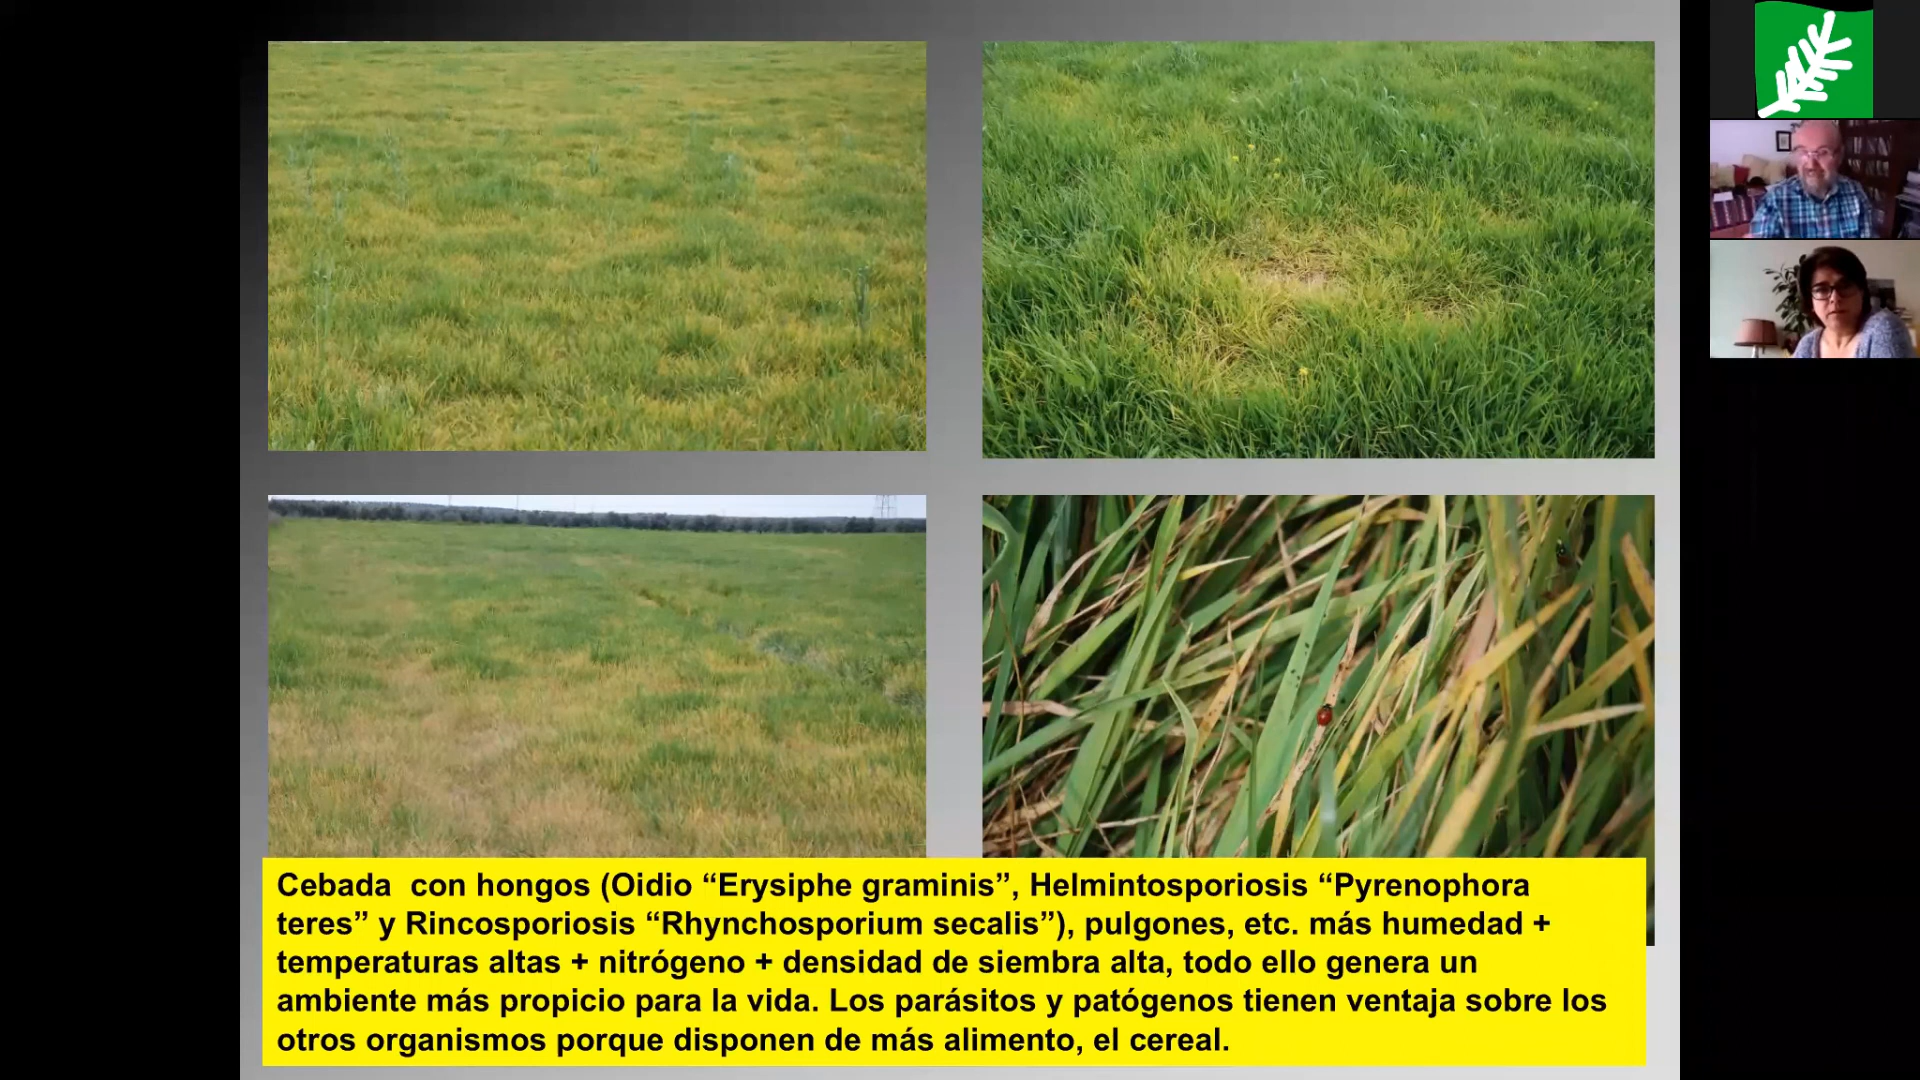 Cebada  con hongos (Oidio “Erysiphe graminis”, Helmintosporiosis “Pyrenophora
teres” y Rincosporiosis “Rhynchosporium secalis”), pulgones, etc. más humedad +
temperaturas altas + nitrógeno + densidad de siembra alta, todo ello genera un
ambiente más propicio para la vida. Los parásitos y patógenos tienen ventaja sobre los
otros organismos porque disponen de más alimento, el cereal.